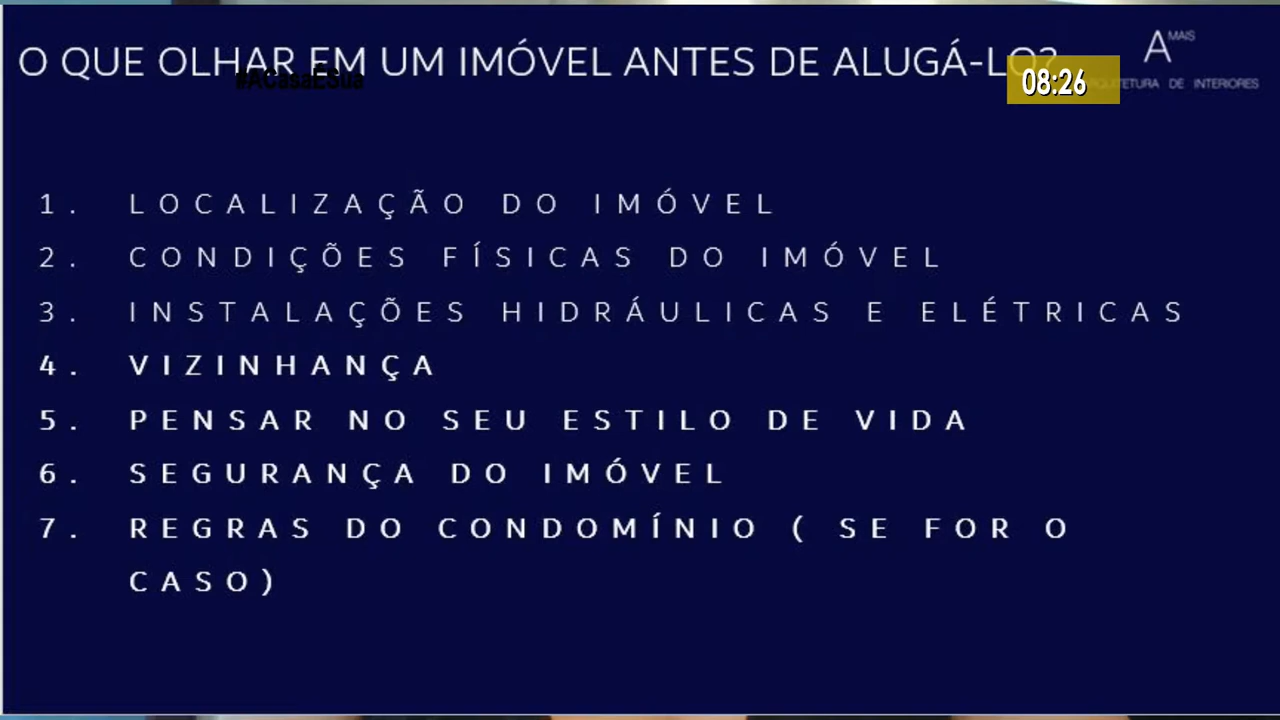 O QUE OLHAR EM UM IMÓVEL ANTES DE ALUGÁ-LO?
#ACasaÉSua
08:26
A MAIS
ARQUITETURA DE INTERIORES
1. LOCALIZAÇÃO DO IMÓVEL
2. CONDIÇÕES FÍSICAS DO IMÓVEL
3. INSTALAÇÕES HIDRÁULICAS E ELÉTRICAS
4. VIZINHANÇA
5. PENSAR NO SEU ESTILO DE VIDA
6. SEGURANÇA DO IMÓVEL
7. REGRAS DO CONDOMÍNIO ( SE FOR O
CASO)